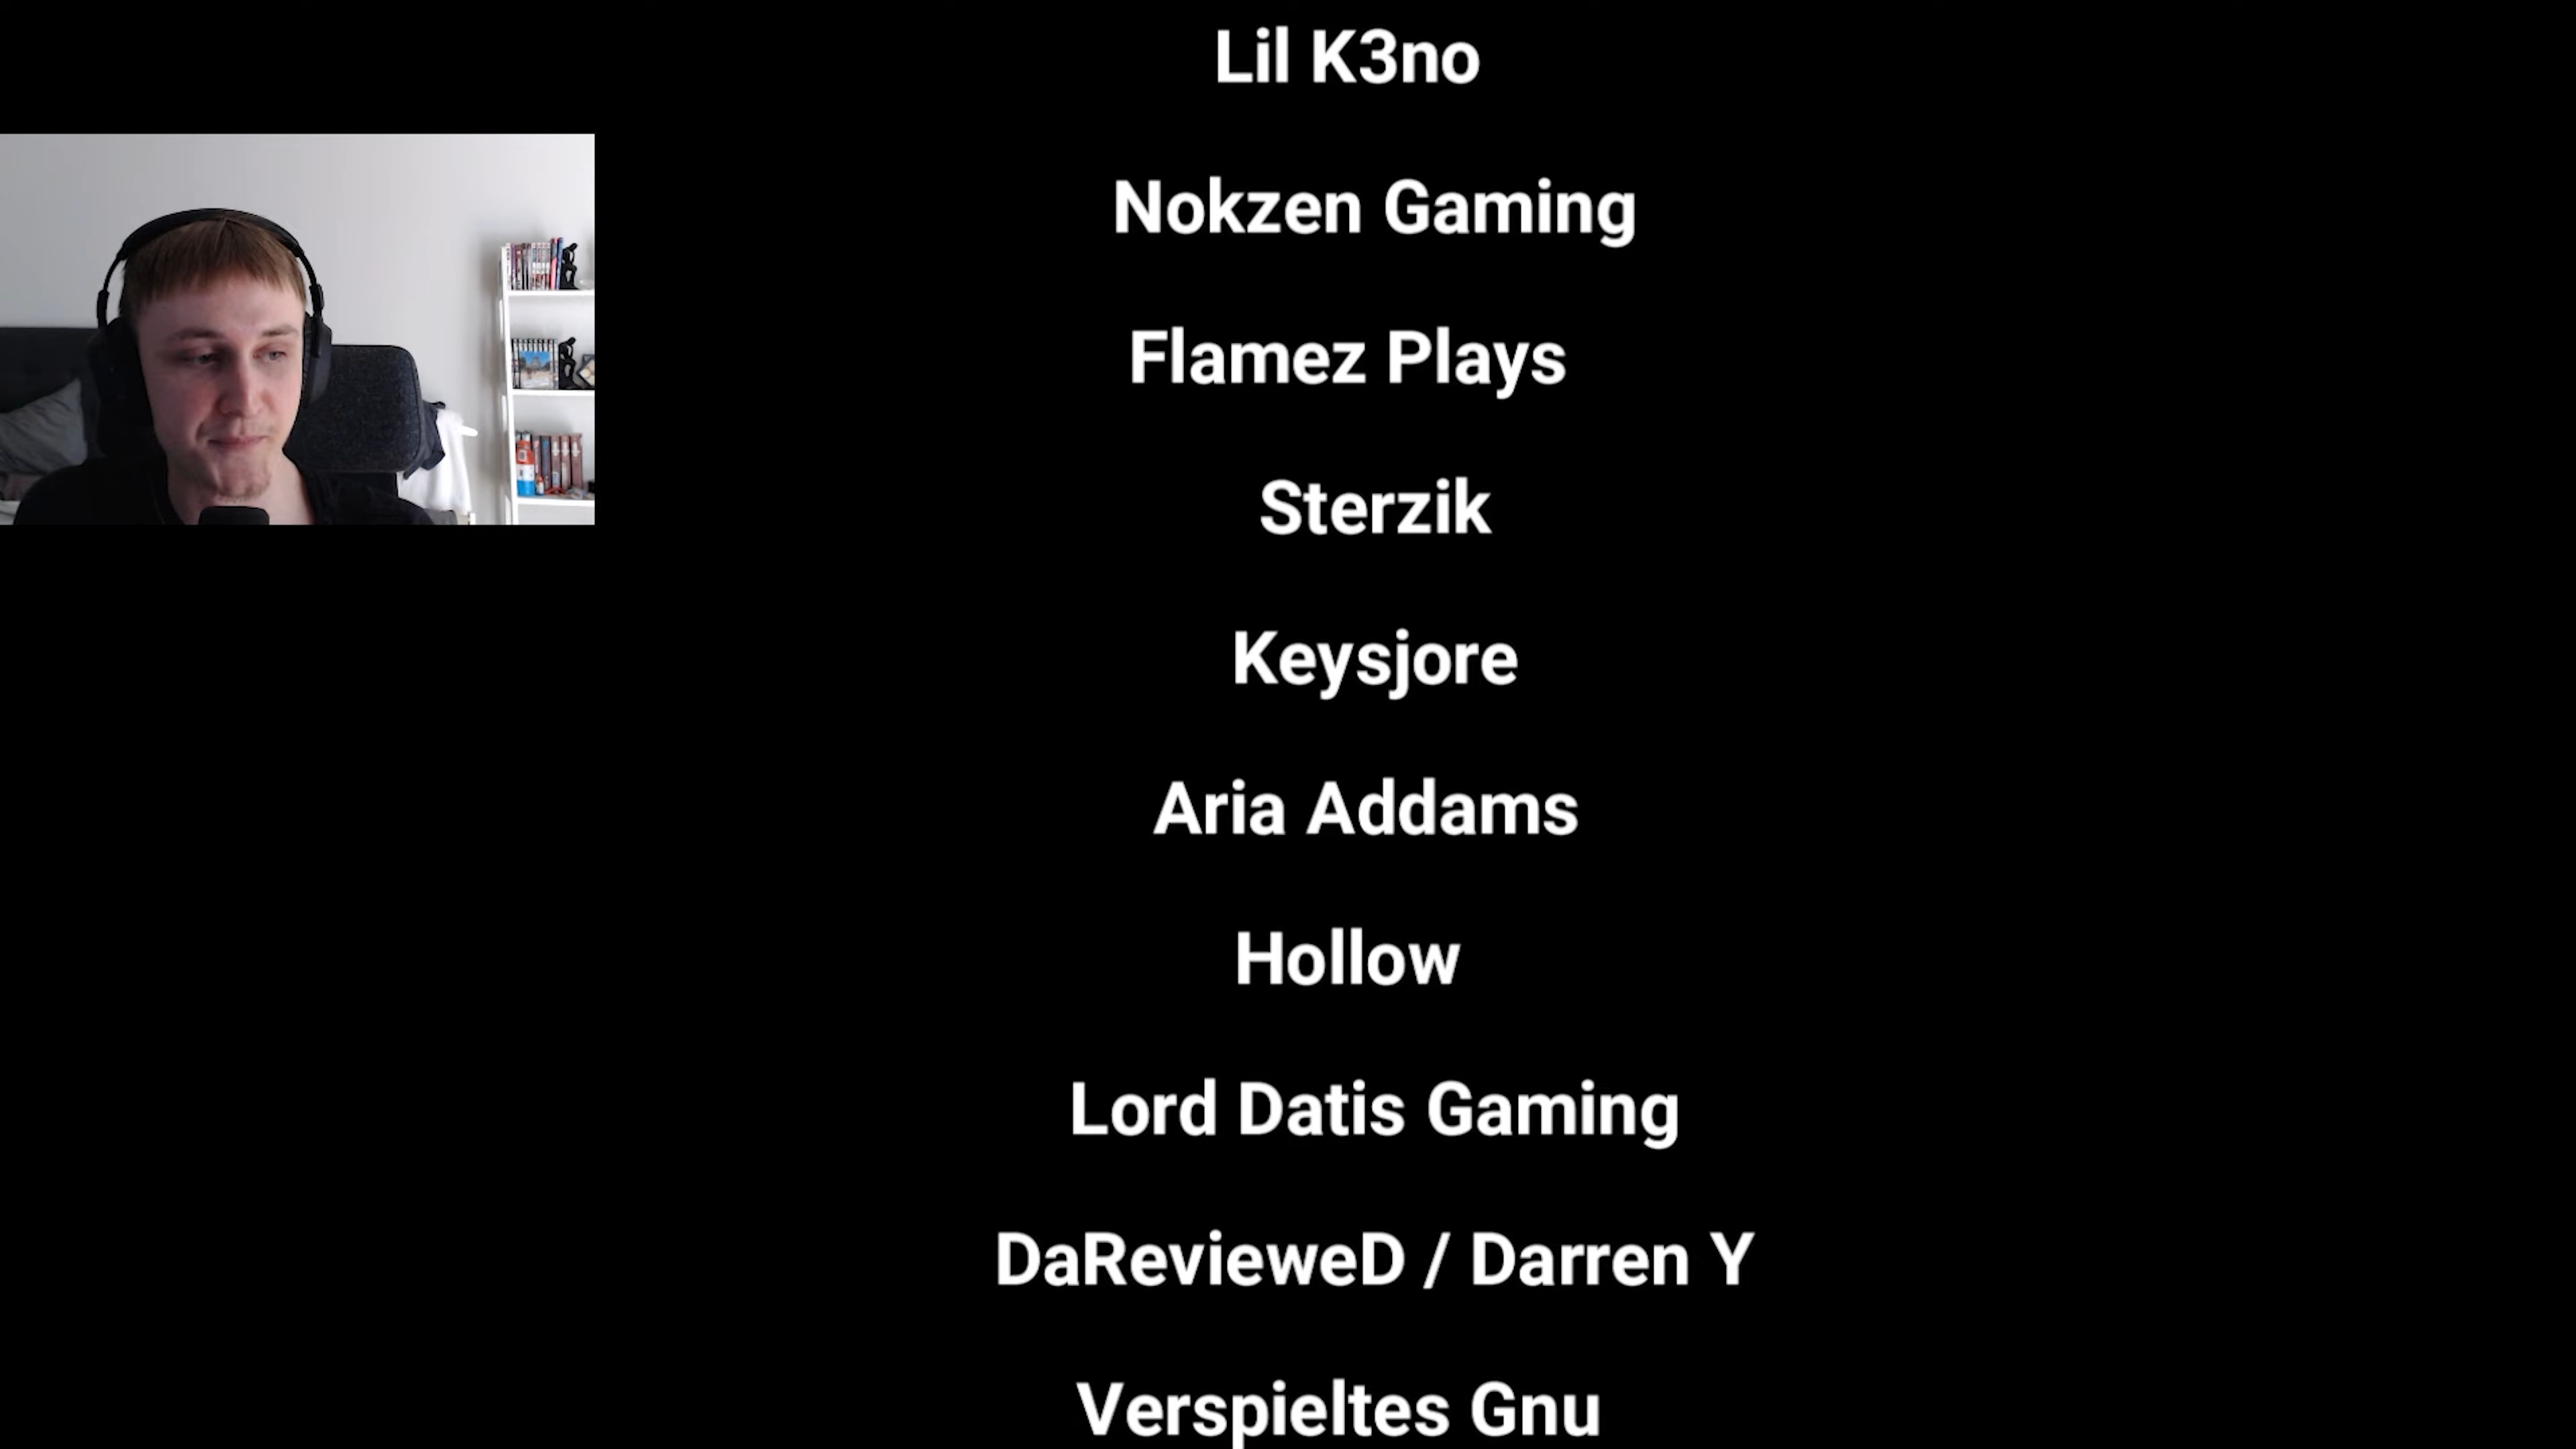 Lil K3no
Nokzen Gaming
Flamez Plays
Sterzik
Keysjore
Aria Addams
Hollow
Lord Datis Gaming
DaRevieweD / Darren Y
Verspieltes Gnu